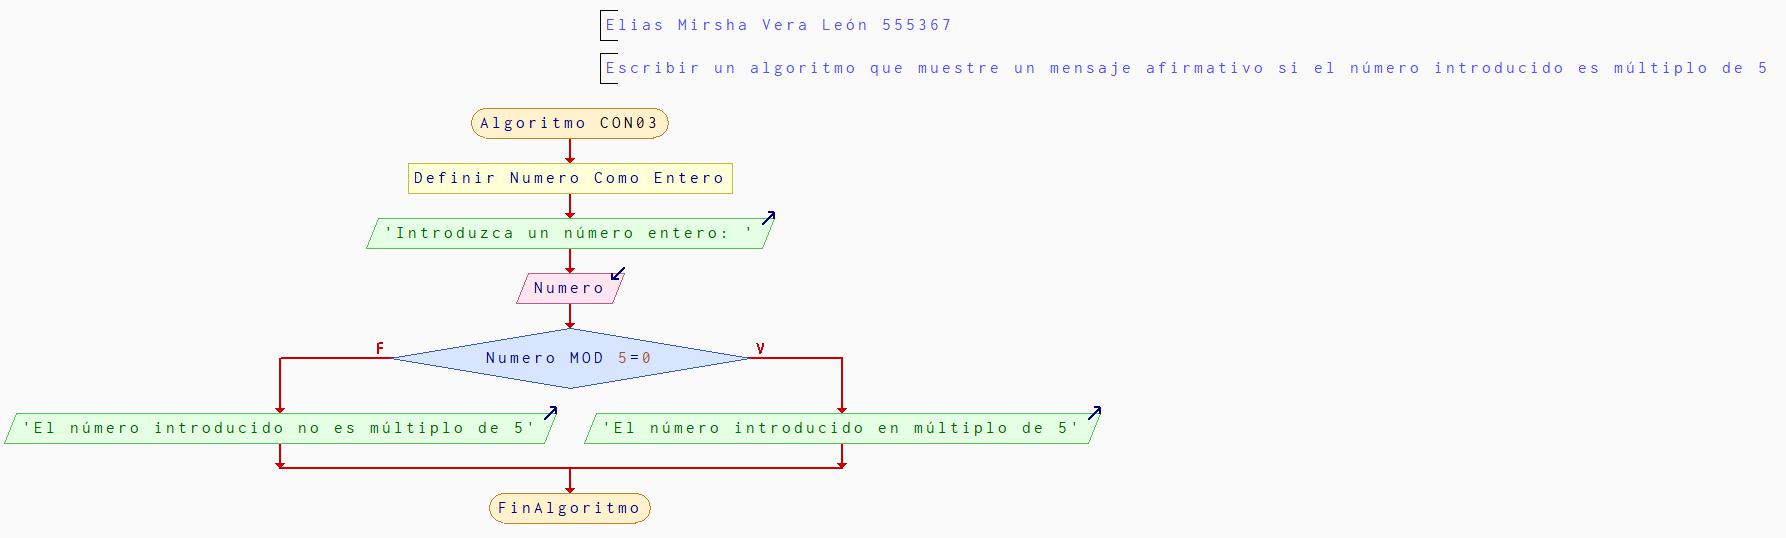 Elias Mirsha Vera León 555367
Escribir un algoritmo que muestre un mensaje afirmativo si el número introducido es múltiplo de 5
Algoritmo CON03
Definir Numero Como Entero
'Introduzca un número entero: '
Numero
F
V
Numero MOD 5=0
'El número introducido no es múltiplo de 5'
'El número introducido en múltiplo de 5'
FinAlgoritmo